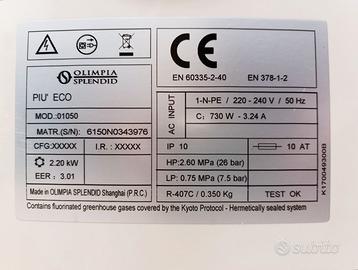 OLIMPIA
SPLENDID
PIU' ECO
MOD.:01050
MATR.(S/N): 6150N0343976
CFG:XXXXX I.R.: XXXXX
2.20 kW
EER : 3.01
Made in OLIMPIA SPLENDID Shanghai (P.R.C.)
CE
EN 60335-2-40 EN 378-1-2
AC INPUT
1-N-PE / 220 - 240 V / 50 Hz
C: 730 W - 3.24 A
IP 10 10 AT
HP:2.60 MPa (26 bar)
LP: 0.75 MPa (7.5 bar)
R-407C / 0.350 Kg TEST OK
K17004930OB
Contains fluorinated greenhouse gases covered by the Kyoto Protocol - Hermetically sealed system
subito